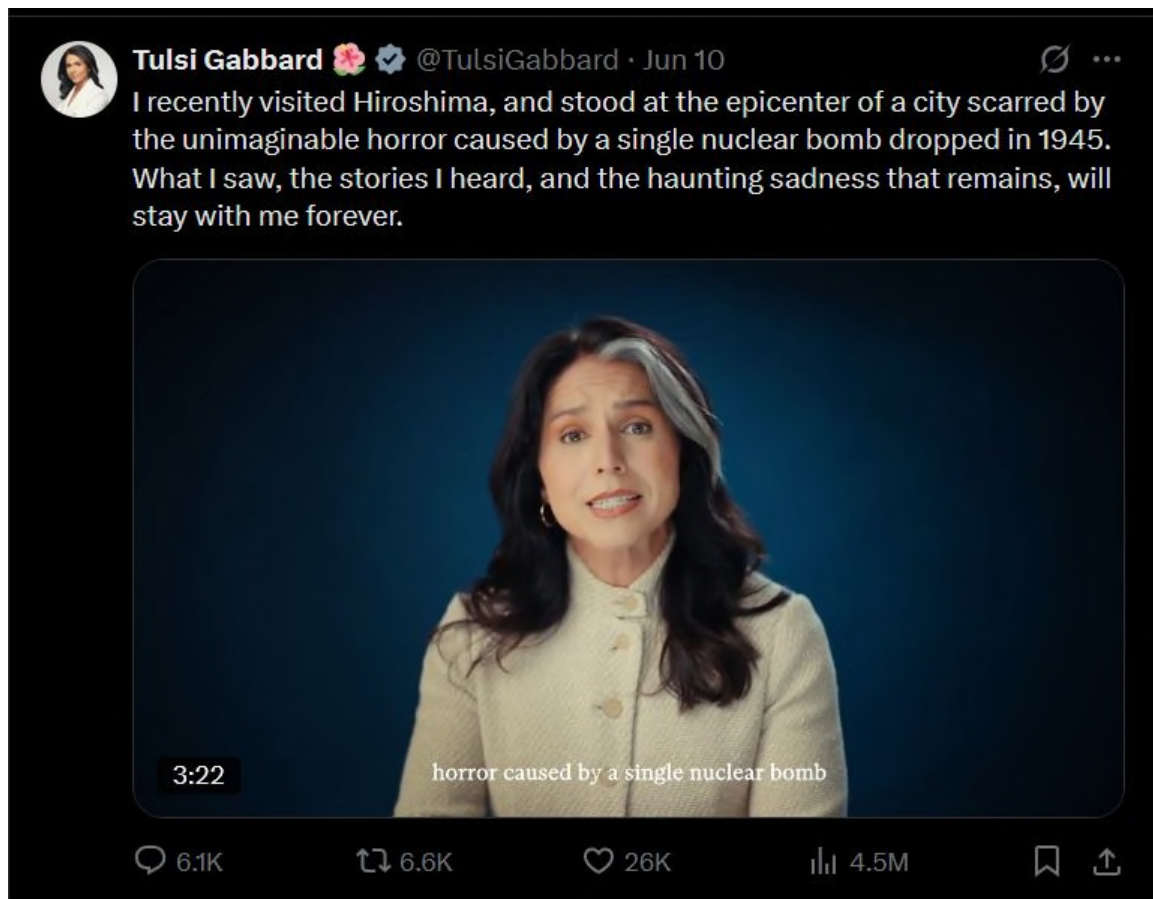 Tulsi Gabbard 🌺 @TulsiGabbard · Jun 10
I recently visited Hiroshima, and stood at the epicenter of a city scarred by
the unimaginable horror caused by a single nuclear bomb dropped in 1945.
What I saw, the stories I heard, and the haunting sadness that remains, will
stay with me forever.
horror caused by a single nuclear bomb
3:22
6.1K 6.6K 26K 4.5M